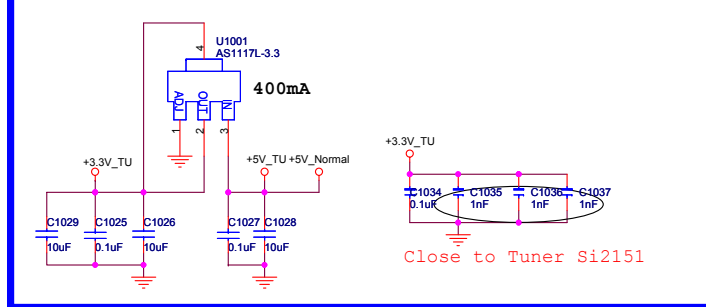 U1001
AS1117L-3.3
4
400mA
ADJ
OUT
IN
1
2
3
+3.3V_TU
+5V_TU
+5V_Normal
+3.3V_TU
C1029
10uF
C1025
0.1uF
C1026
10uF
C1027
0.1uF
C1028
10uF
C1034
0.1uF
C1035
1nF
C1036
1nF
C1037
1nF
Close to Tuner Si2151